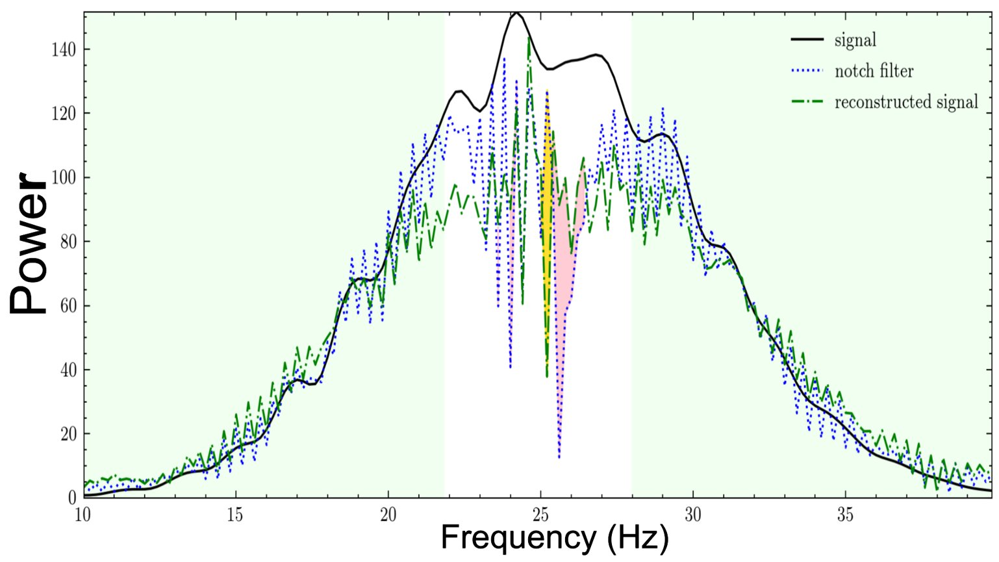 signal
notch filter
reconstructed signal
Power
140
120
100
80
60
40
20
0
10 15 20 25 30 35
Frequency (Hz)